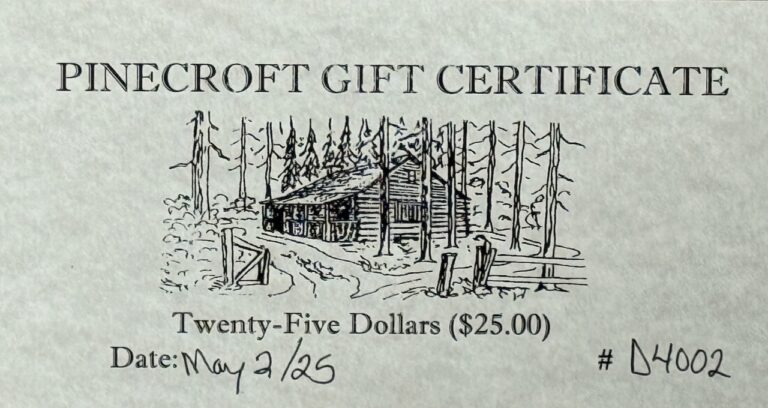 PINECROFT GIFT CERTIFICATE
Twenty-Five Dollars ($25.00)
Date: May 2/25 # D4002